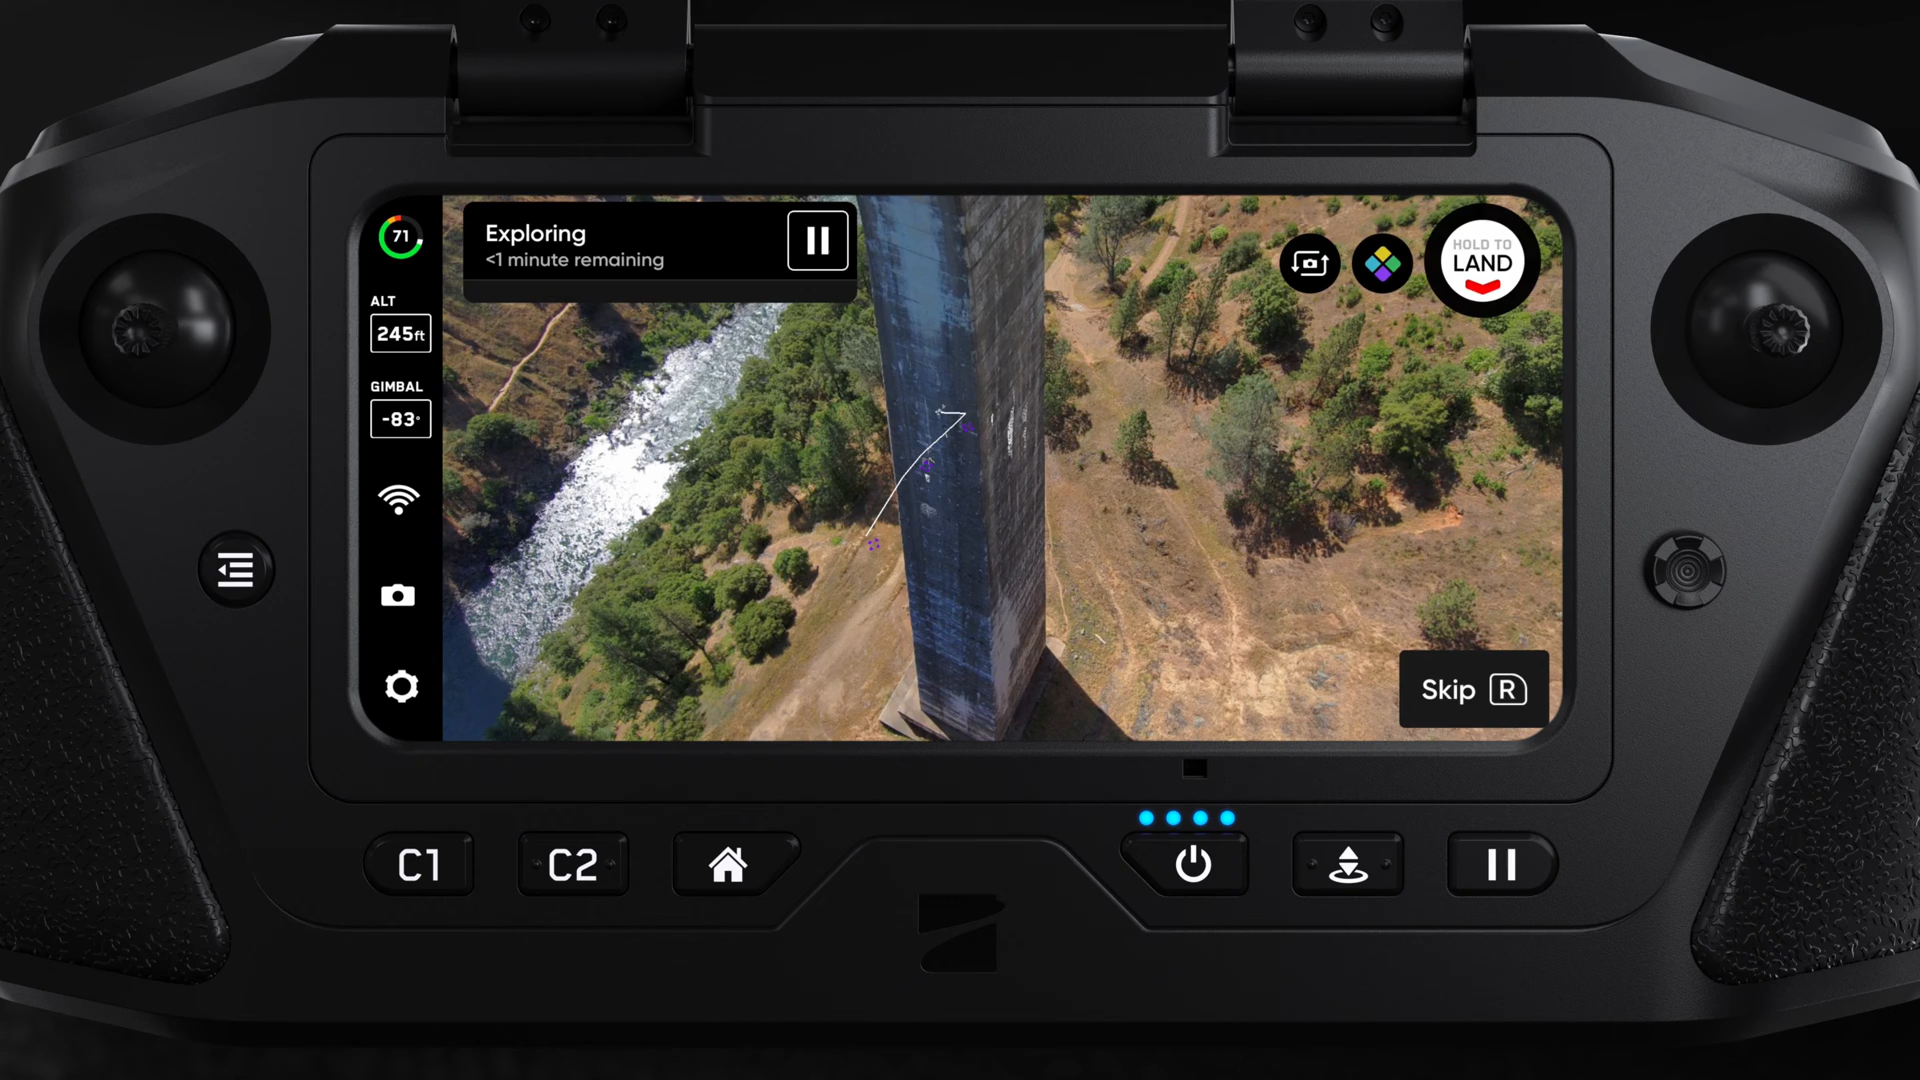 71
Exploring
<1 minute remaining
ALT
245ft
GIMBAL
-83°
HOLD TO
LAND
Skip R
C1
C2